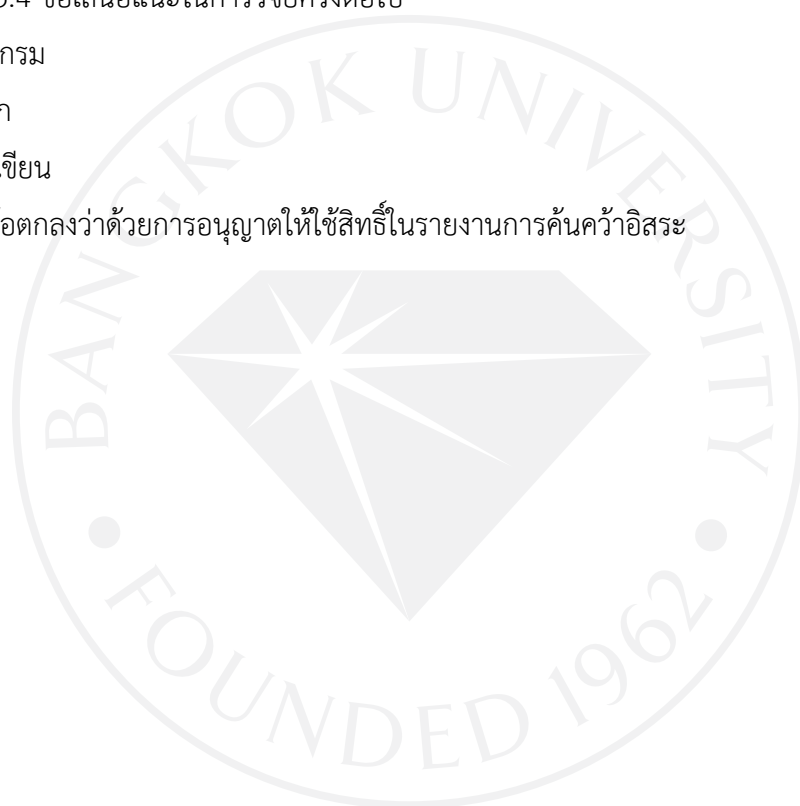 5.4 ข้อเสนอแนะในการวิจัยครั้งต่อไป
กรม
ก
เขียน
อตกลงว่าด้วยการอนุญาตให้ใช้สิทธิ์ในรายงานการค้นคว้าอิสระ
BANGKOK UNIVERSITY
FOUNDED 1962